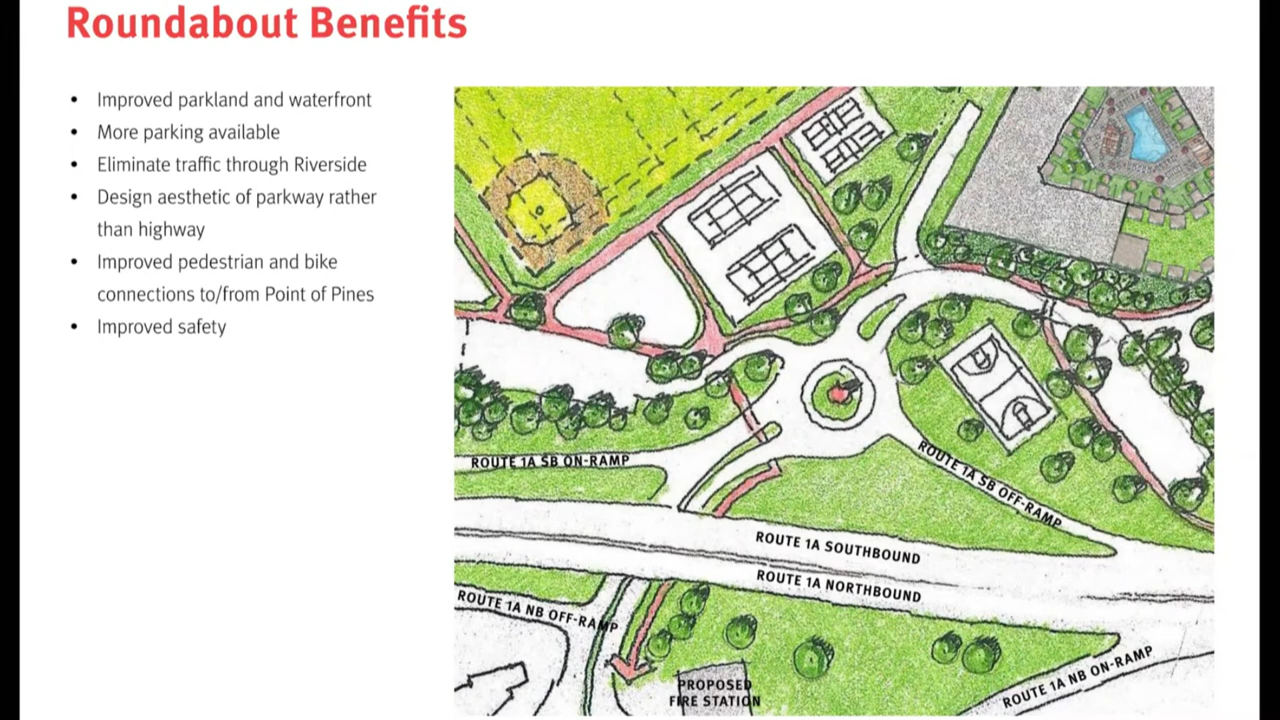 Roundabout Benefits
• Improved parkland and waterfront
• More parking available
• Eliminate traffic through Riverside
• Design aesthetic of parkway rather
than highway
• Improved pedestrian and bike
connections to/from Point of Pines
• Improved safety
ROUTE 1A SB ON-RAMP
ROUTE 1A SB OFF-RAMP
ROUTE 1A SOUTHBOUND
ROUTE 1A NORTHBOUND
ROUTE 1A NB OFF-RAMP
ROUTE 1A NB ON-RAMP
PROPOSED
FIRE STATION